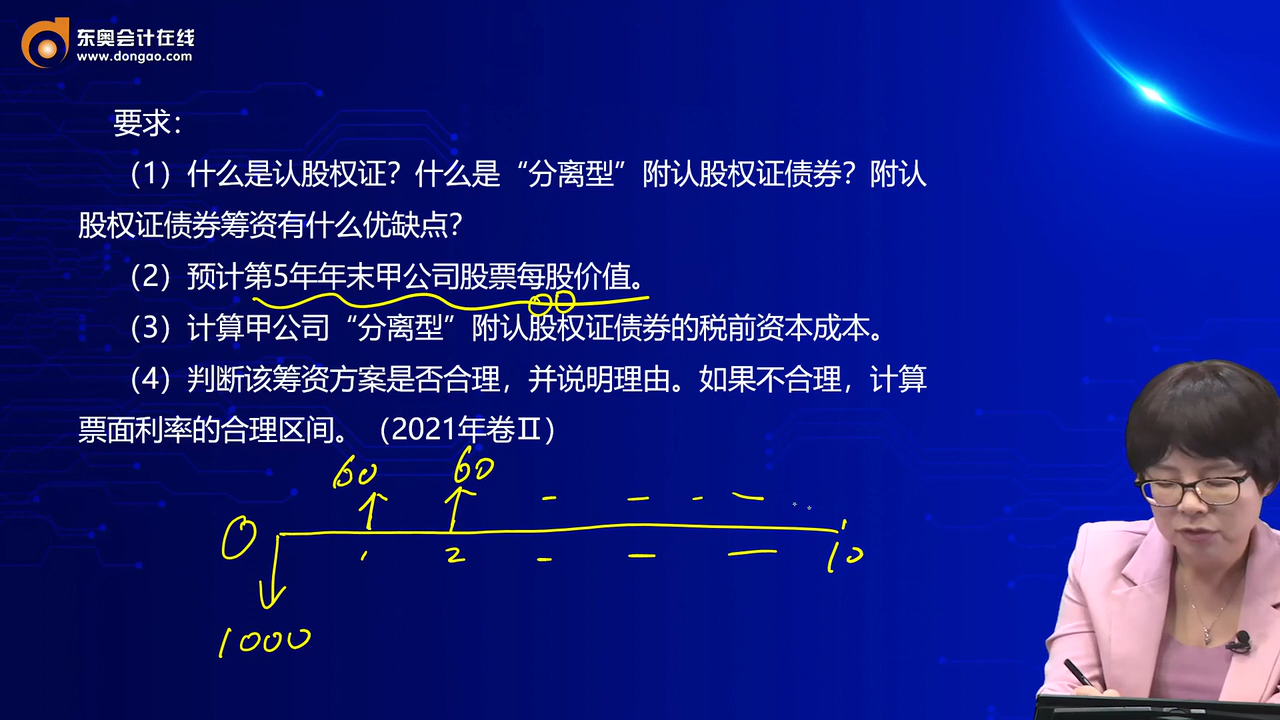 东奥会计在线
www.dongao.com
要求：
（1）什么是认股权证？什么是“分离型”附认股权证债券？附认
股权证债券筹资有什么优缺点？
（2）预计第5年年末甲公司股票每股价值。
（3）计算甲公司“分离型”附认股权证债券的税前资本成本。
（4）判断该筹资方案是否合理，并说明理由。如果不合理，计算
票面利率的合理区间。（2021年卷Ⅱ）
60 60
0
1 2 10
1000